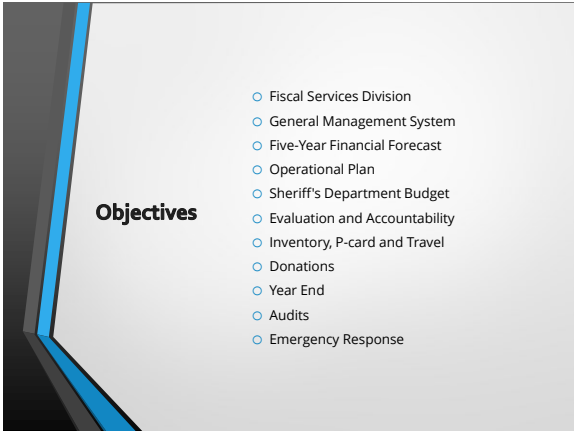 Objectives
Fiscal Services Division
General Management System
Five-Year Financial Forecast
Operational Plan
Sheriff's Department Budget
Evaluation and Accountability
Inventory, P-card and Travel
Donations
Year End
Audits
Emergency Response